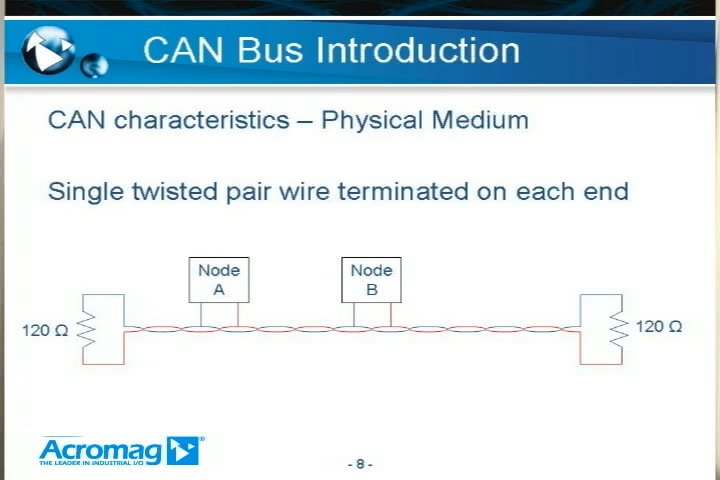 CAN Bus Introduction
CAN characteristics – Physical Medium
Single twisted pair wire terminated on each end
Node
A
Node
B
120 Ω
120 Ω
Acromag®
THE LEADER IN INDUSTRIAL I/O
- 8 -